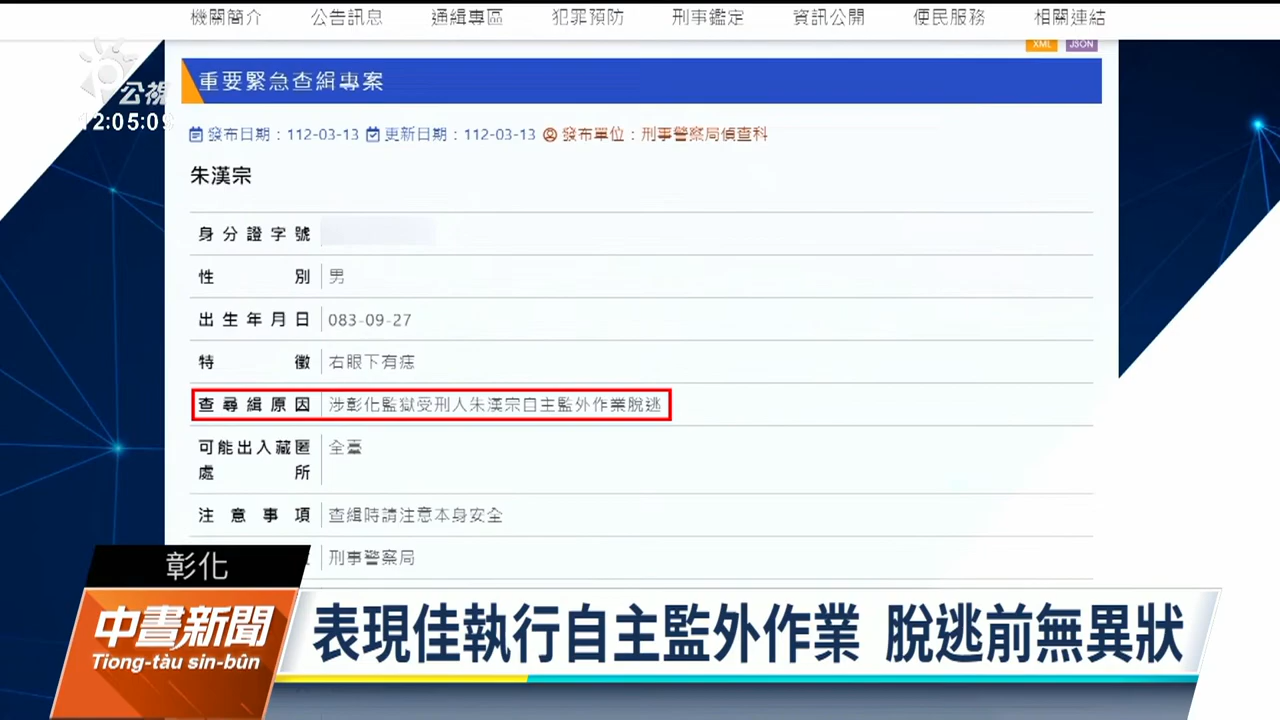 機關簡介 公告訊息 通緝專區 犯罪預防 刑事鑑定 資訊公開 便民服務 相關連結
XML JSON
公視
12:05:09
重要緊急查緝專案
發布日期：112-03-13 更新日期：112-03-13 發布單位：刑事警察局偵查科
朱漢宗
身分證字號
性別 男
出生年月日 083-09-27
特徵 右眼下有痣
查尋緝原因 涉彰化監獄受刑人朱漢宗自主監外作業脫逃
可能出入藏匿處所 全臺
注意事項 查緝時請注意本身安全
刑事警察局
彰化
中晝新聞
Tiong-tàu sin-bûn
表現佳執行自主監外作業 脫逃前無異狀